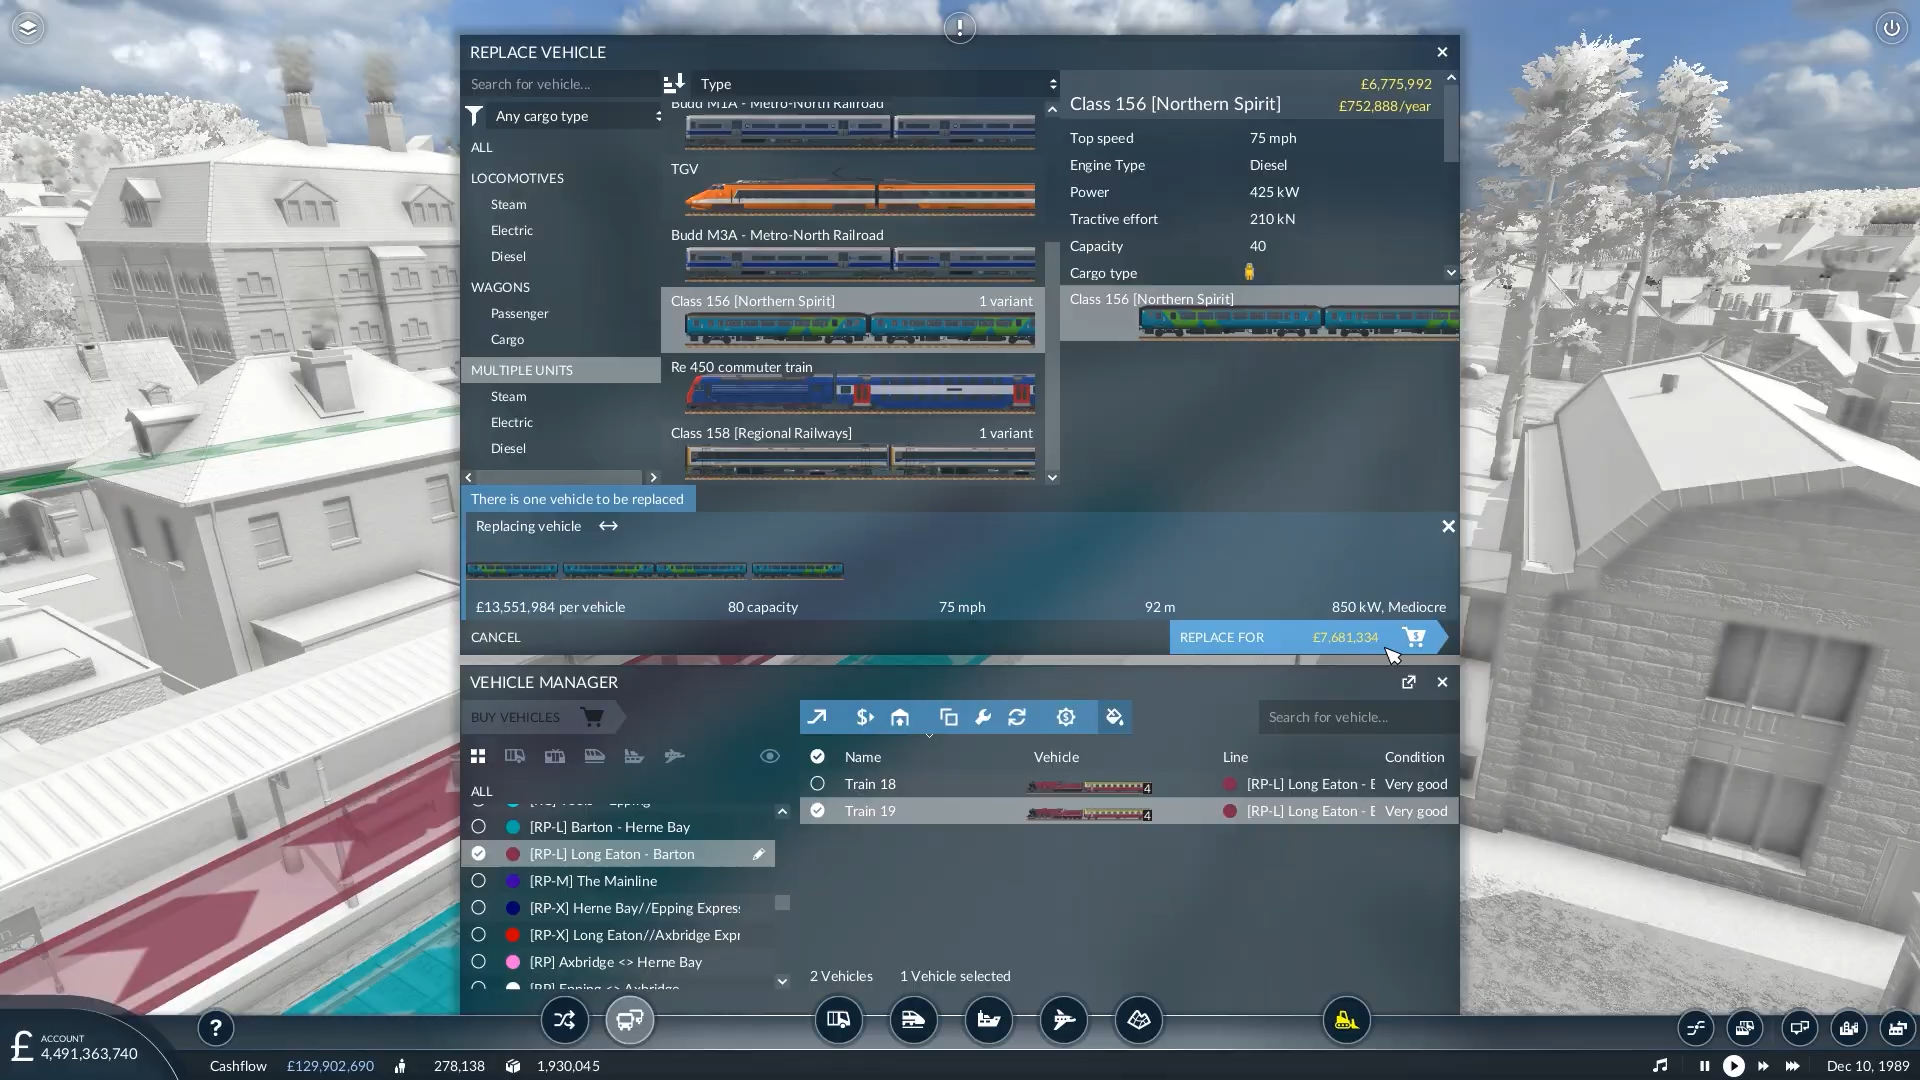 REPLACE VEHICLE
Search for vehicle...
Type
Any cargo type
ALL
LOCOMOTIVES
Steam
Electric
Diesel
WAGONS
Passenger
Cargo
MULTIPLE UNITS
Steam
Electric
Diesel
Budd M1A - Metro-North Railroad
TGV
Budd M3A - Metro-North Railroad
Class 156 [Northern Spirit] 1 variant
Re 450 commuter train
Class 158 [Regional Railways] 1 variant
£6,775,992
Class 156 [Northern Spirit] £752,888/year
Top speed 75 mph
Engine Type Diesel
Power 425 kW
Tractive effort 210 kN
Capacity 40
Cargo type
Class 156 [Northern Spirit]
There is one vehicle to be replaced
Replacing vehicle
£13,551,984 per vehicle 80 capacity 75 mph 92 m 850 kW, Mediocre
CANCEL
REPLACE FOR £7,681,334
VEHICLE MANAGER
BUY VEHICLES
Search for vehicle...
ALL
[RP-L] Barton - Herne Bay
[RP-L] Long Eaton - Barton
[RP-M] The Mainline
[RP-X] Herne Bay//Epping Express
[RP-X] Long Eaton//Axbridge Expr
[RP] Axbridge <> Herne Bay
[RP] Epping <> Axbridge
Name Vehicle Line Condition
Train 18 4 [RP-L] Long Eaton - E Very good
Train 19 4 [RP-L] Long Eaton - E Very good
2 Vehicles 1 Vehicle selected
?
£ ACCOUNT
4,491,363,740
Cashflow £129,902,690 278,138 1,930,045
Dec 10, 1989